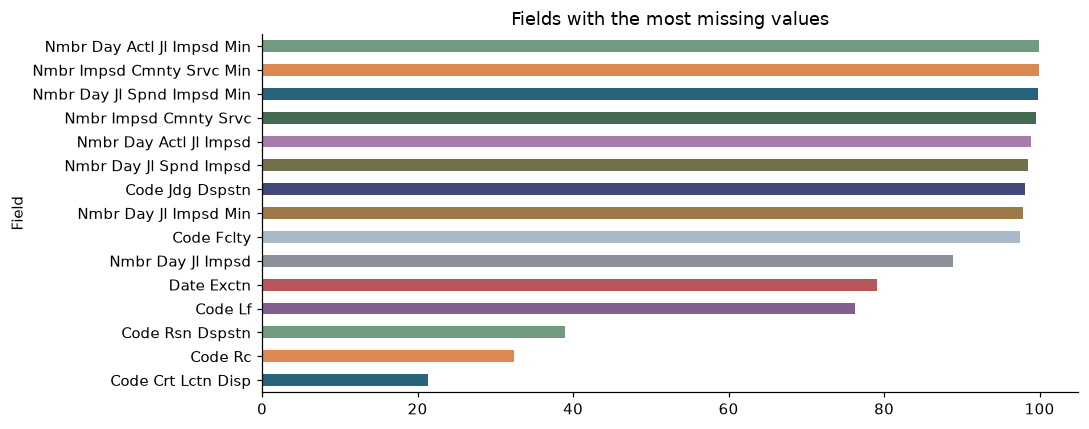 Fields with the most missing values
Nmbr Day Actl Jl Impsd Min
Nmbr Impsd Cmnty Srvc Min
Nmbr Day Jl Spnd Impsd Min
Nmbr Impsd Cmnty Srvc
Nmbr Day Actl Jl Impsd
Nmbr Day Jl Spnd Impsd
Code Jdg Dspstn
Nmbr Day Jl Impsd Min
Code Fclty
Nmbr Day Jl Impsd
Date Exctn
Code Lf
Code Rsn Dspstn
Code Rc
Code Crt Lctn Disp
Field
0 20 40 60 80 100